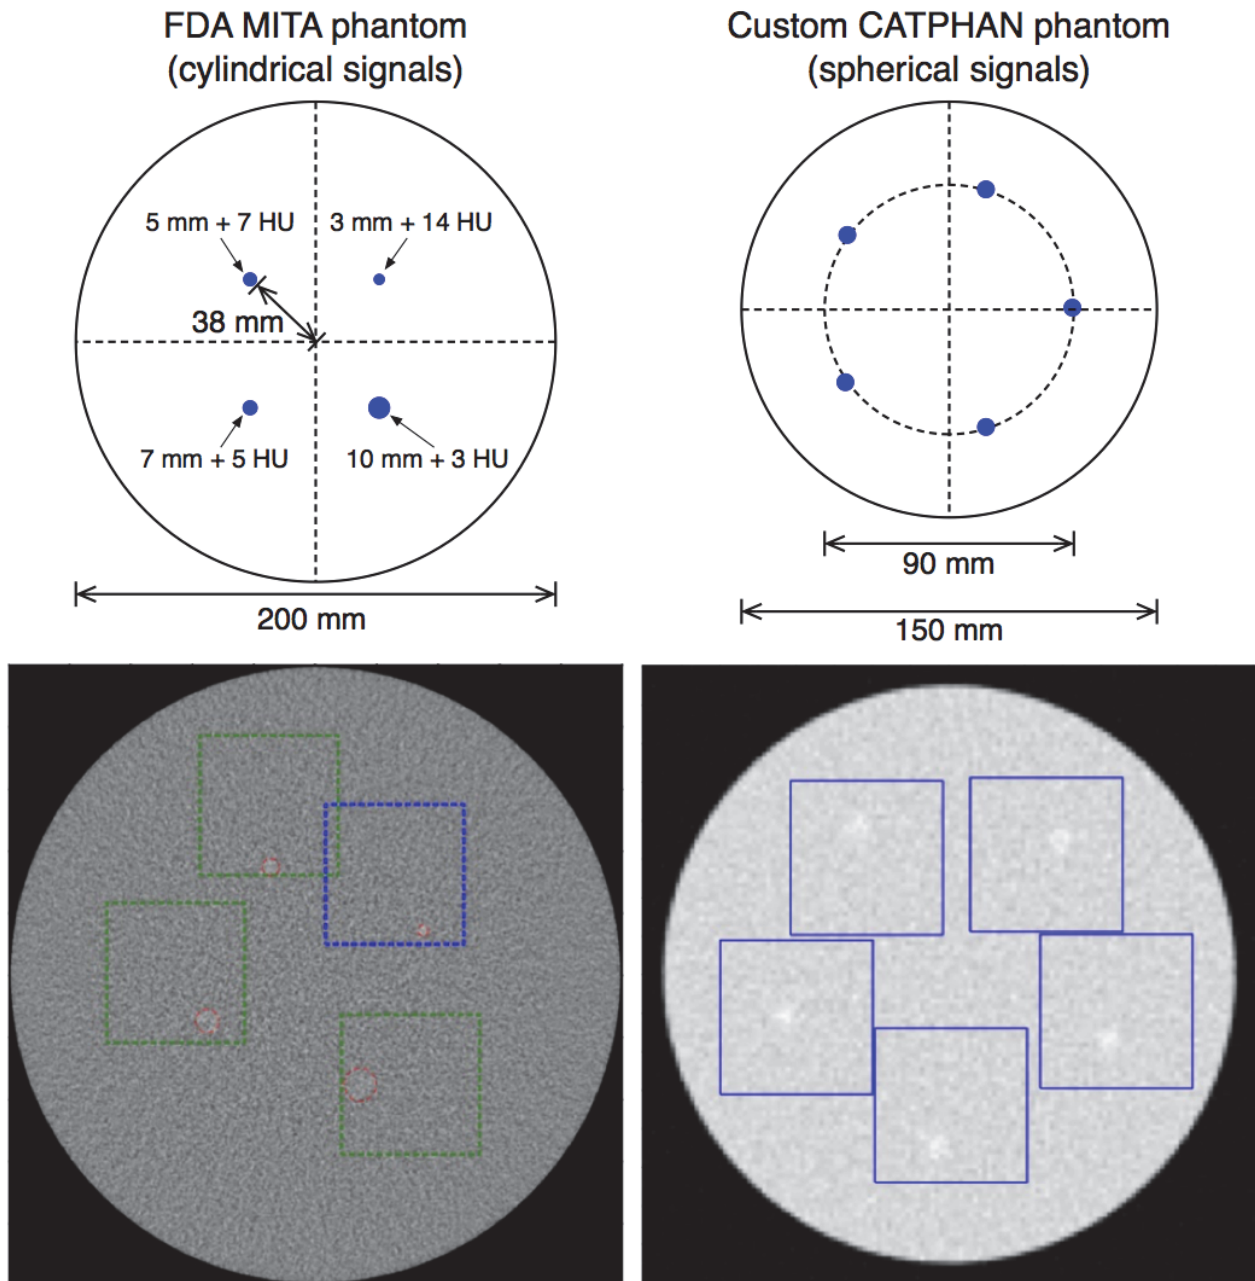 FDA MITA phantom
(cylindrical signals)
5 mm + 7 HU
3 mm + 14 HU
38 mm
7 mm + 5 HU
10 mm + 3 HU
200 mm
Custom CATPHAN phantom
(spherical signals)
90 mm
150 mm